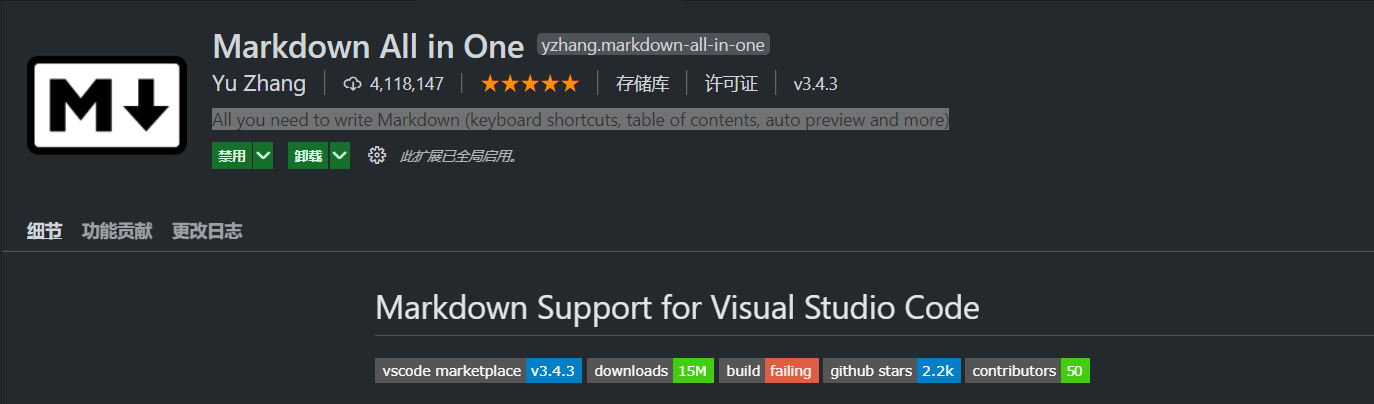 Markdown All in One yzhang.markdown-all-in-one
Yu Zhang 4,118,147 存储库 许可证 v3.4.3
All you need to write Markdown (keyboard shortcuts, table of contents, auto preview and more)
禁用 卸载 此扩展已全局启用。
细节 功能贡献 更改日志
Markdown Support for Visual Studio Code
vscode marketplace v3.4.3 downloads 15M build failing github stars 2.2k contributors 50